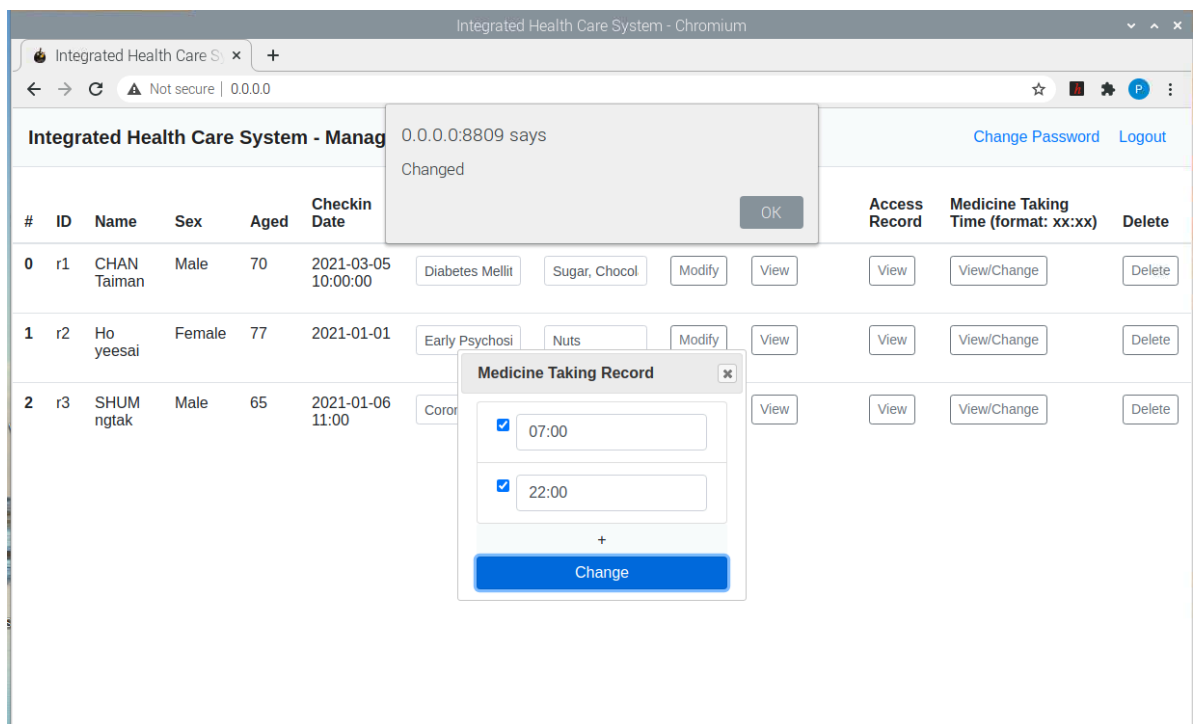 Integrated Health Care System - Chromium
Integrated Health Care S
Not secure | 0.0.0.0
P
Integrated Health Care System - Manag
Change Password Logout
0.0.0.0:8809 says
Changed
OK
# ID Name Sex Aged Checkin Date Access Record Medicine Taking Time (format: xx:xx) Delete
0 r1 CHAN Taiman Male 70 2021-03-05 10:00:00 Diabetes Mellit Sugar, Chocol Modify View View View/Change Delete
1 r2 Ho yeesai Female 77 2021-01-01 Early Psychosi Nuts Modify View View View/Change Delete
2 r3 SHUM ngtak Male 65 2021-01-06 11:00 Coror View View View/Change Delete
Medicine Taking Record
07:00
22:00
+
Change